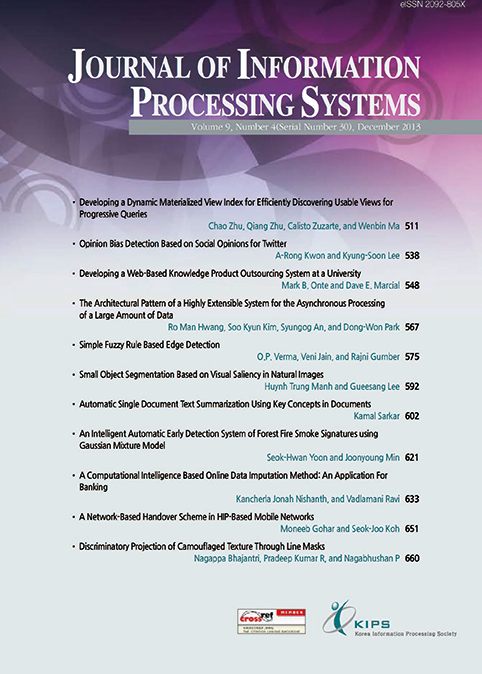 eISSN 2092-805X
JOURNAL OF INFORMATION
PROCESSING SYSTEMS
Volume 9, Number 4(Serial Number 30), December 2013
• Developing a Dynamic Materialized View Index for Efficiently Discovering Usable Views for
Progressive Queries
Chao Zhu, Qiang Zhu, Calisto Zuzarte, and Wenbin Ma 511
• Opinion Bias Detection Based on Social Opinions for Twitter
A-Rong Kwon and Kyung-Soon Lee 538
• Developing a Web-Based Knowledge Product Outsourcing System at a University
Mark B. Onte and Dave E. Marcial 548
• The Architectural Pattern of a Highly Extensible System for the Asynchronous Processing
of a Large Amount of Data
Ro Man Hwang, Soo Kyun Kim, Syungog An, and Dong-Won Park 567
• Simple Fuzzy Rule Based Edge Detection
O.P. Verma, Veni Jain, and Rajni Gumber 575
• Small Object Segmentation Based on Visual Saliency in Natural Images
Huynh Trung Manh and Gueesang Lee 592
• Automatic Single Document Text Summarization Using Key Concepts in Documents
Kamal Sarkar 602
• An Intelligent Automatic Early Detection System of Forest Fire Smoke Signatures using
Gaussian Mixture Model
Seok-Hwan Yoon and Joonyoung Min 621
• A Computational Intelligence Based Online Data Imputation Method: An Application For
Banking
Kancherla Jonah Nishanth, and Vadlamani Ravi 633
• A Network-Based Handover Scheme in HIP-Based Mobile Networks
Moneeb Gohar and Seok-Joo Koh 651
• Discriminatory Projection of Camouflaged Texture Through Line Masks
Nagappa Bhajantri, Pradeep Kumar R, and Nagabhushan P 660
crossref MEMBER
KIPS
Korea Information Processing Society